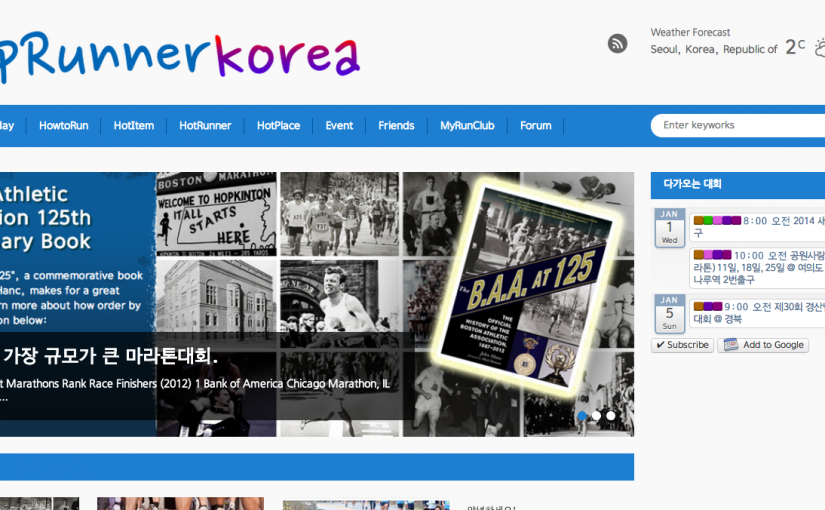 pRunnerkorea
Weather Forecast
Seoul, Korea, Republic of 2°C
day HowtoRun HotItem HotRunner HotPlace Event Friends MyRunClub Forum
Enter keyworks
Athletic
ion 125th
ary Book
25", a commemorative book
Hanc, makes for a great
rn more about how order by
on below:
BOSTON MARATHON
WELCOME TO HOPKINTON
IT ALL
STARTS
HERE
The B.A.A. AT 125
THE OFFICIAL
HISTORY OF THE
BOSTON ATHLETIC
ASSOCIATION,
1887-2012
John Hanc
가장 규모가 큰 마라톤대회.
t Marathons Rank Race Finishers (2012) 1 Bank of America Chicago Marathon, IL
...
다가오는 대회
JAN
1
Wed
8:00 오전 2014 새
구
10:00 오전 공원사랑
라톤) 11일, 18일, 25일 @ 여의도
나루역 2번출구
JAN
5
Sun
9:00 오전 제30회 경산
대회 @ 경북
✔ Subscribe Add to Google